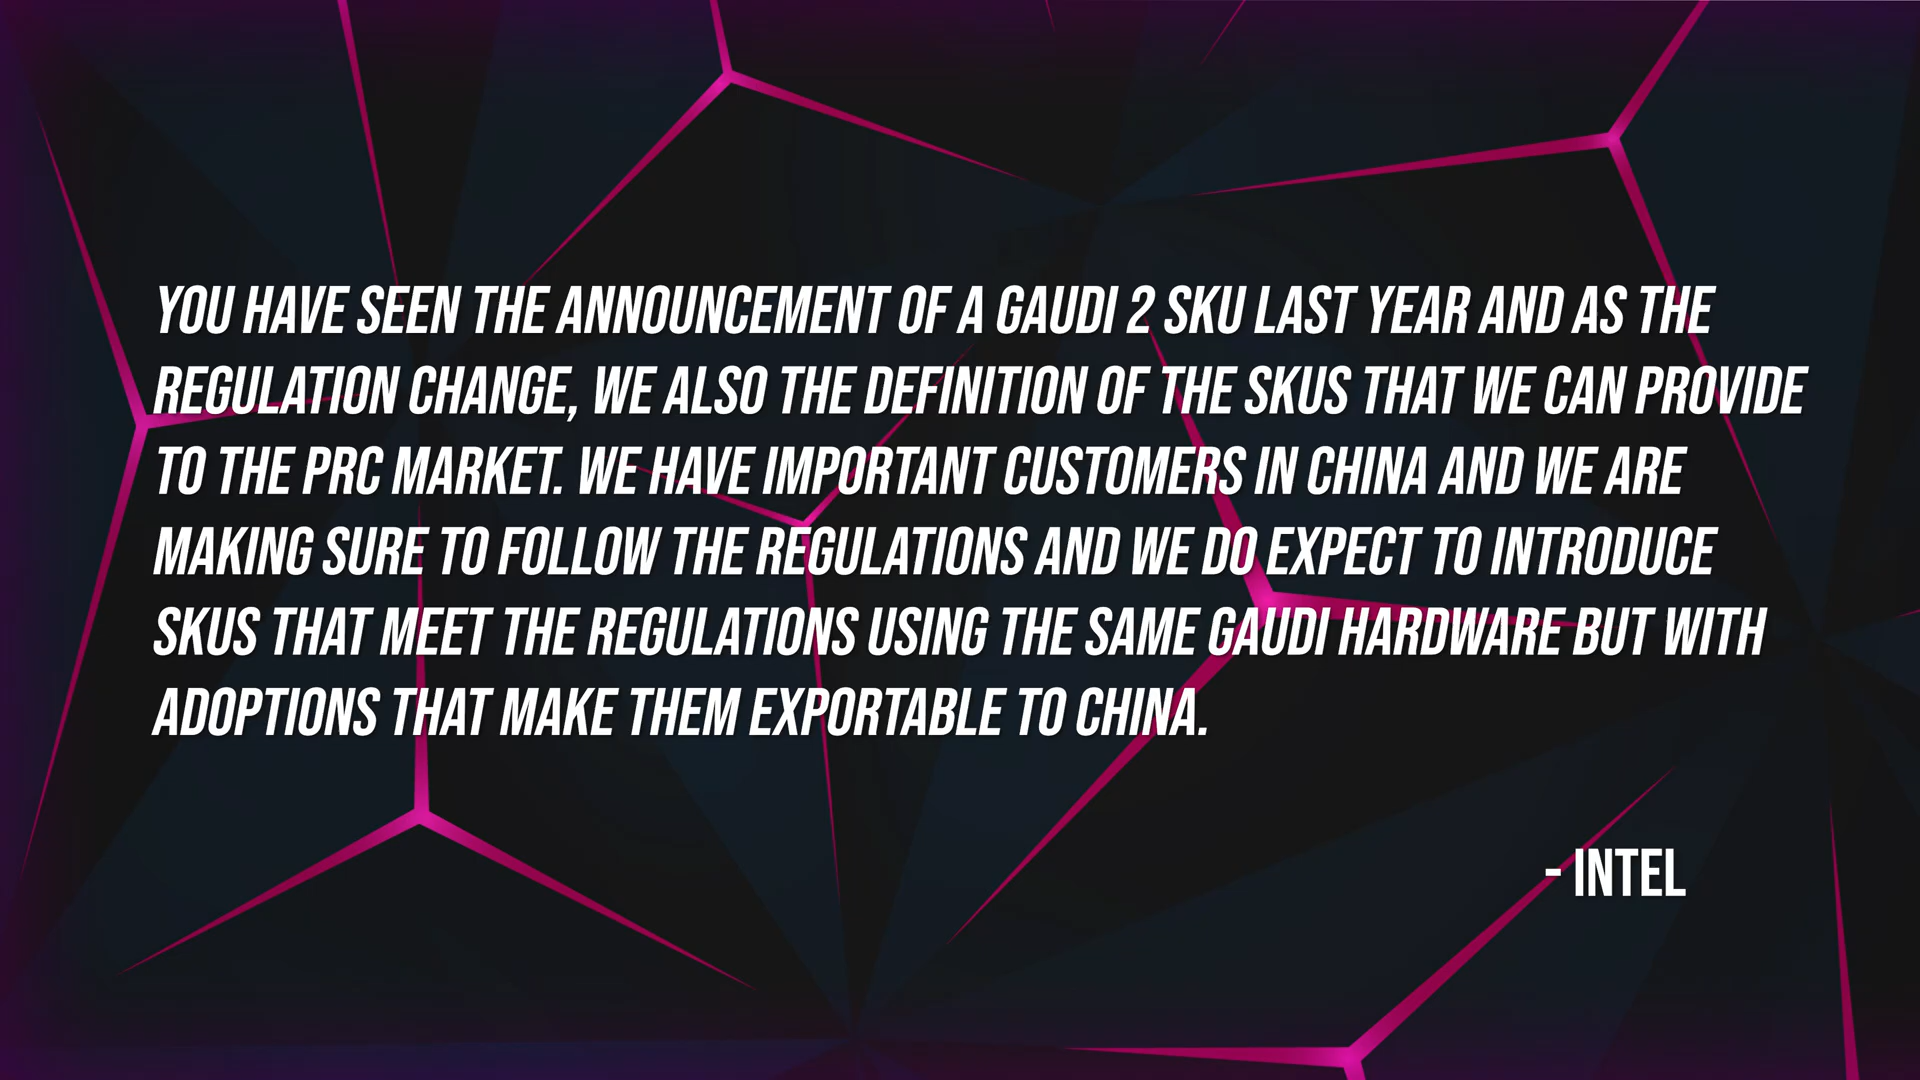 YOU HAVE SEEN THE ANNOUNCEMENT OF A GAUDI 2 SKU LAST YEAR AND AS THE
REGULATION CHANGE, WE ALSO THE DEFINITION OF THE SKUS THAT WE CAN PROVIDE
TO THE PRC MARKET. WE HAVE IMPORTANT CUSTOMERS IN CHINA AND WE ARE
MAKING SURE TO FOLLOW THE REGULATIONS AND WE DO EXPECT TO INTRODUCE
SKUS THAT MEET THE REGULATIONS USING THE SAME GAUDI HARDWARE BUT WITH
ADOPTIONS THAT MAKE THEM EXPORTABLE TO CHINA.
- INTEL